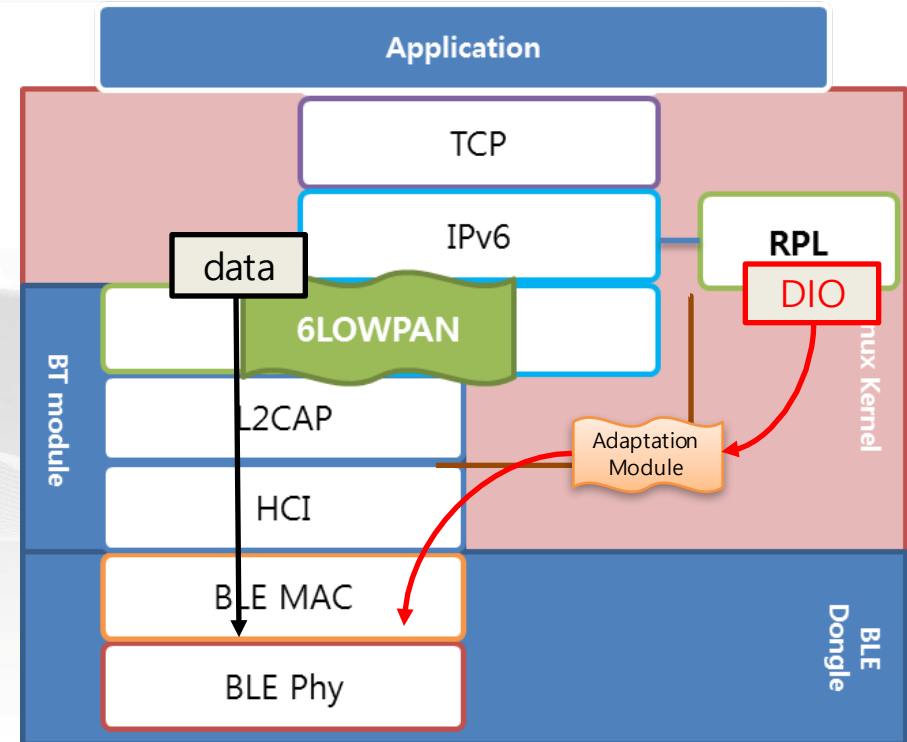 Application
TCP
IPv6
RPL
data
DIO
6LOWPAN
BT module
L2CAP
Adaptation
Module
nux Kernel
HCI
BLE MAC
BLE
Dongle
BLE Phy